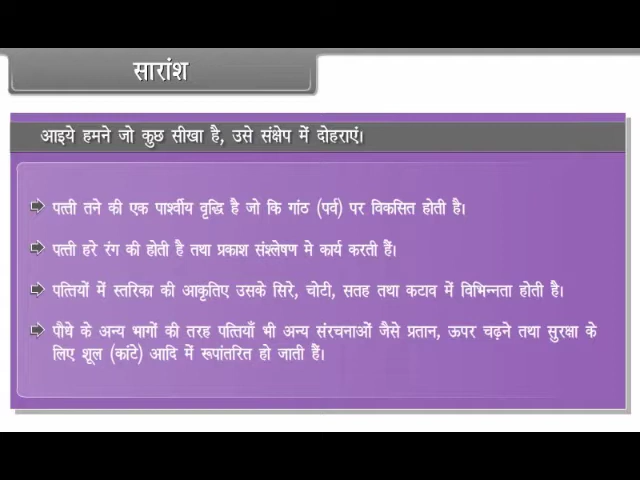 सारांश
आइये हमने जो कुछ सीखा है, उसे संक्षेप में दोहराएं।
पत्ती तने की एक पार्श्वीय वृद्धि है जो कि गांठ (पर्व) पर विकसित होती है।
पत्ती हरे रंग की होती है तथा प्रकाश संश्लेषण मे कार्य करती हैं।
पत्तियों में स्तरिका की आकृतिए उसके सिरे, चोटी, सतह तथा कटाव में विभिन्नता होती है।
पौधे के अन्य भागों की तरह पत्तियाँ भी अन्य संरचनाओं जैसे प्रतान, ऊपर चढ़ने तथा सुरक्षा के
लिए शूल (कांटे) आदि में रूपांतरित हो जाती हैं।